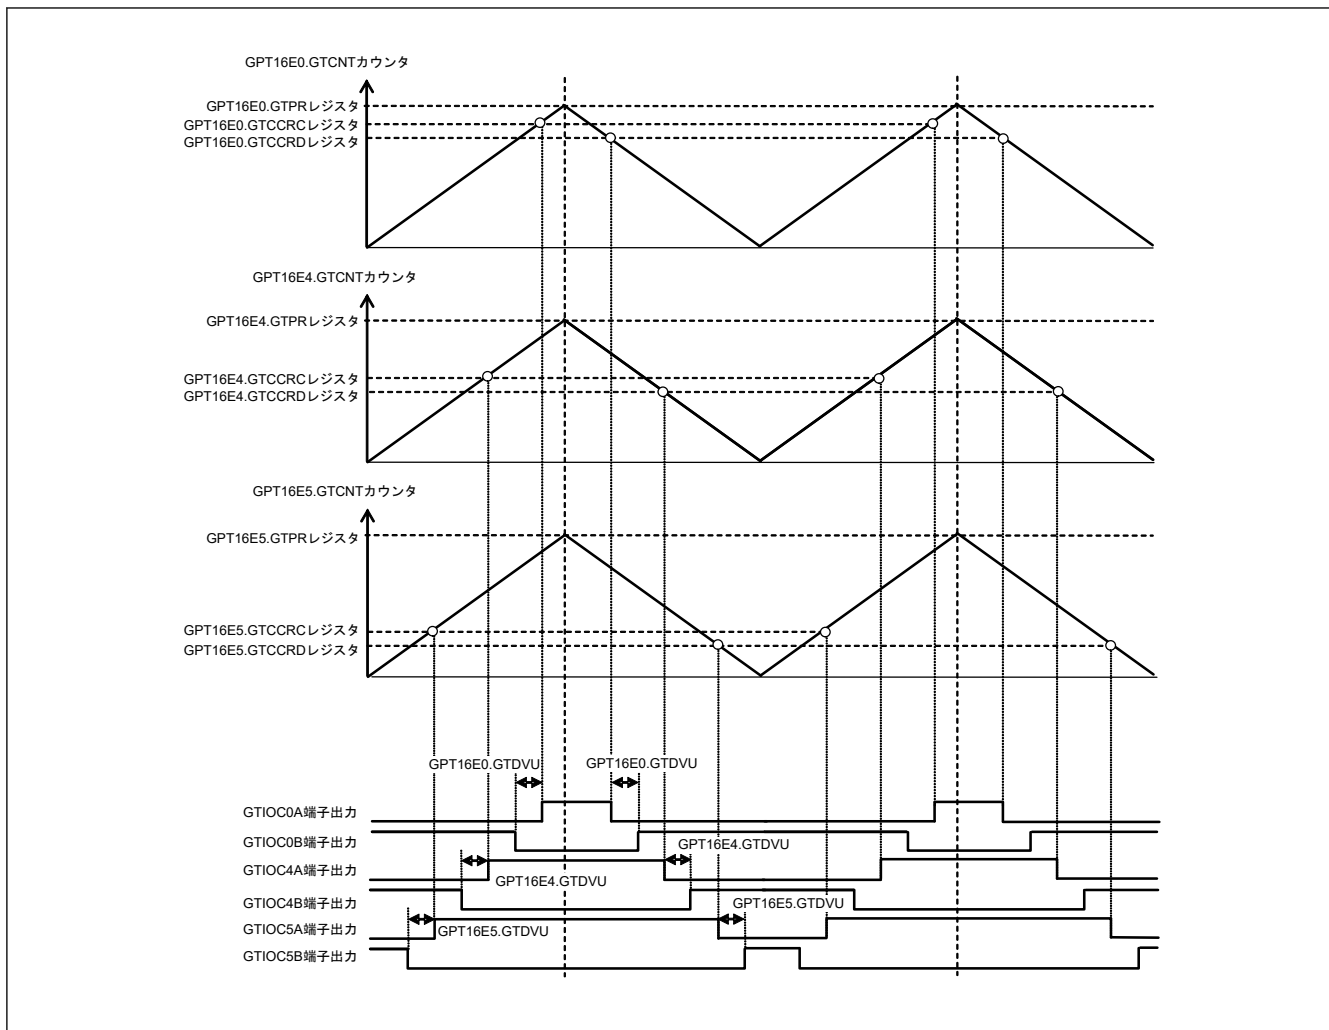 GPT16E0.GTCNTカウンタ
GPT16E0.GTPRレジスタ
GPT16E0.GTCCRCレジスタ
GPT16E0.GTCCRDレジスタ
GPT16E4.GTCNTカウンタ
GPT16E4.GTPRレジスタ
GPT16E4.GTCCRCレジスタ
GPT16E4.GTCCRDレジスタ
GPT16E5.GTCNTカウンタ
GPT16E5.GTPRレジスタ
GPT16E5.GTCCRCレジスタ
GPT16E5.GTCCRDレジスタ
GPT16E0.GTDVU GPT16E0.GTDVU
GTIOC0A端子出力
GTIOC0B端子出力
GPT16E4.GTDVU
GTIOC4A端子出力
GPT16E4.GTDVU
GTIOC4B端子出力
GPT16E5.GTDVU
GTIOC5A端子出力
GPT16E5.GTDVU
GTIOC5B端子出力